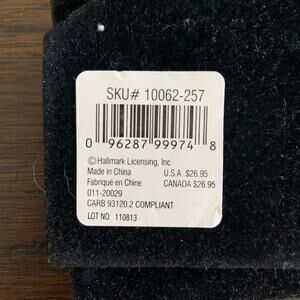 SKU# 10062-257
0 96287 99974 8
©Hallmark Licensing, Inc.
Made in China U.S.A. $26.95
Fabriqué en Chine CANADA $26.95
011-20029
CARB 93120.2 COMPLIANT
LOT NO. 110813